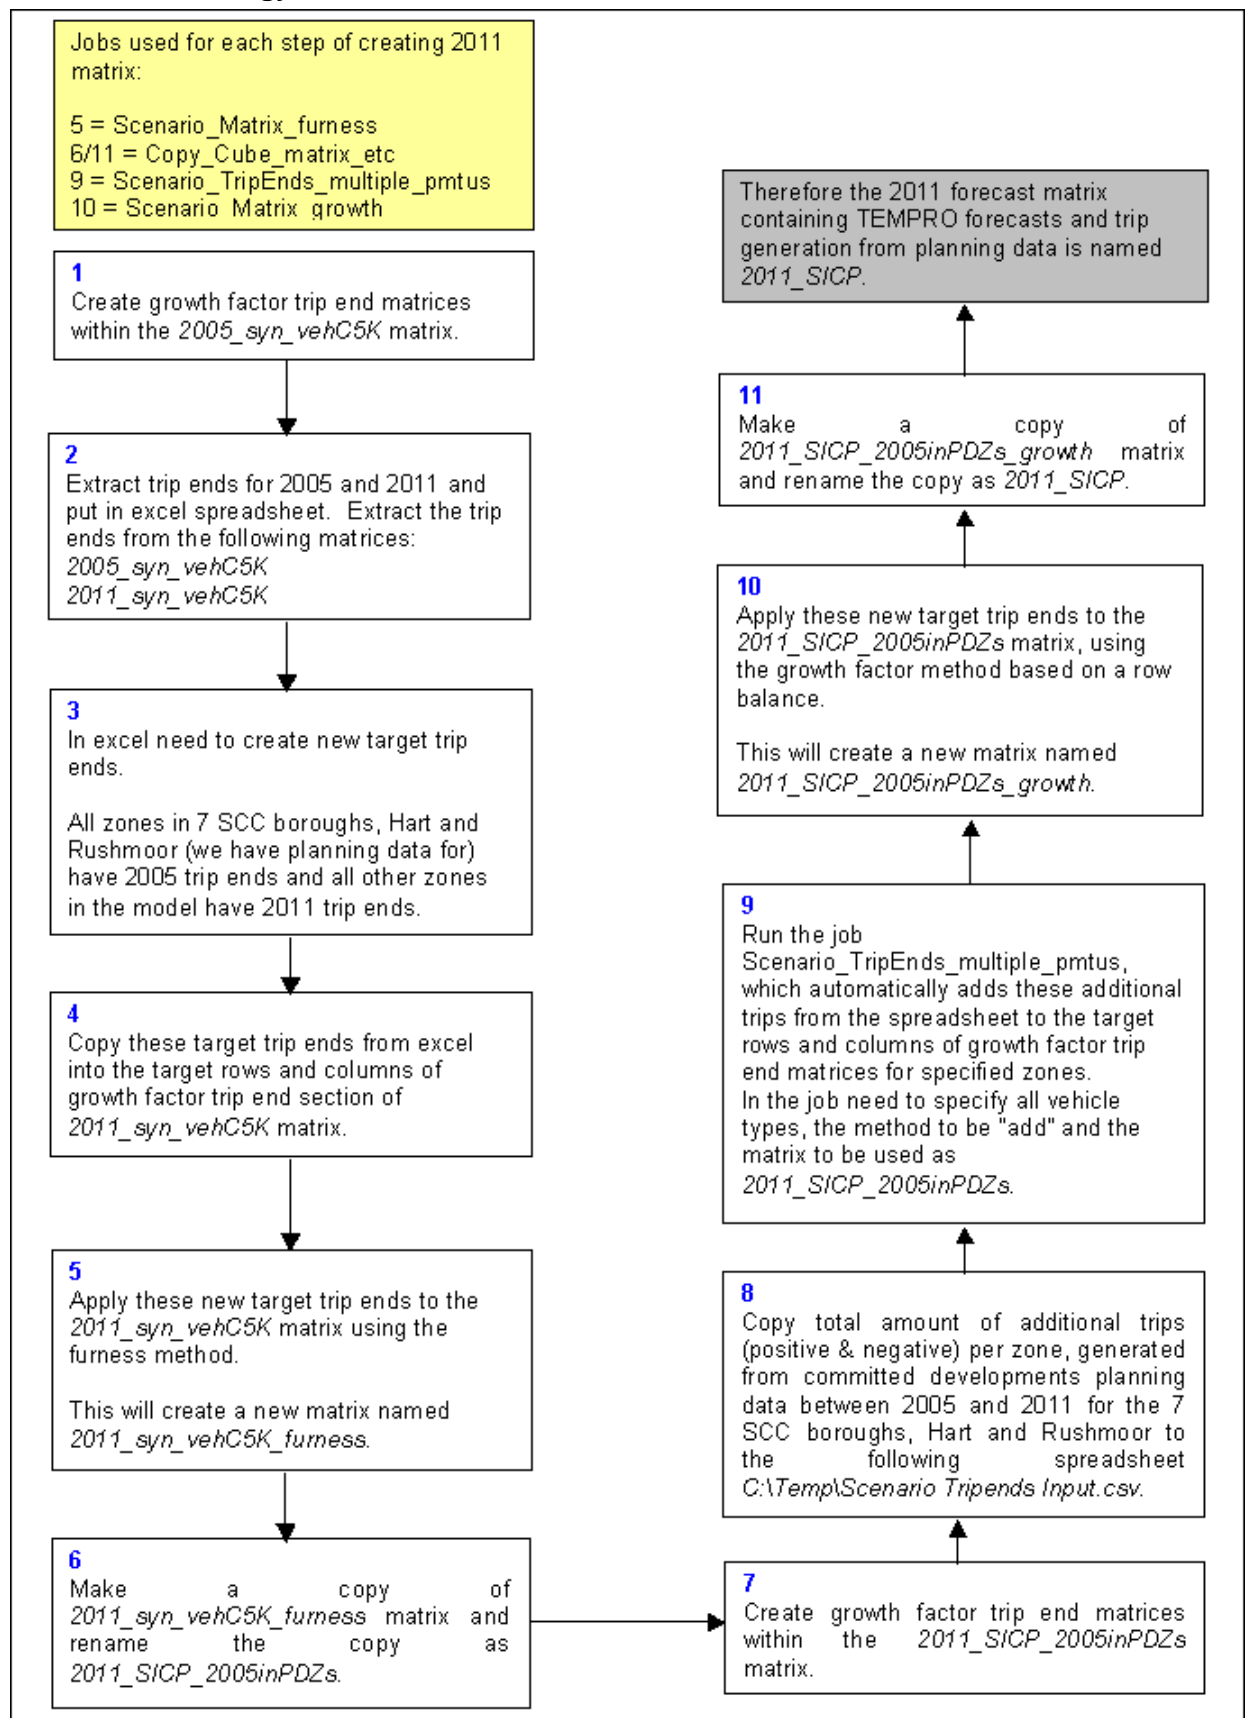 Jobs used for each step of creating 2011
matrix:
5 = Scenario_Matrix_furness
6/11 = Copy_Cube_matrix_etc
9 = Scenario_TripEnds_multiple_pmtus
10 = Scenario_Matrix_growth
1
Create growth factor trip end matrices
within the 2005_syn_vehC5K matrix.
2
Extract trip ends for 2005 and 2011 and
put in excel spreadsheet. Extract the trip
ends from the following matrices:
2005_syn_vehC5K
2011_syn_vehC5K
3
In excel need to create new target trip
ends.
All zones in 7 SCC boroughs, Hart and
Rushmoor (we have planning data for)
have 2005 trip ends and all other zones
in the model have 2011 trip ends.
4
Copy these target trip ends from excel
into the target rows and columns of
growth factor trip end section of
2011_syn_vehC5K matrix.
5
Apply these new target trip ends to the
2011_syn_vehC5K matrix using the
furness method.
This will create a new matrix named
2011_syn_vehC5K_furness.
6
Make a copy of
2011_syn_vehC5K_furness matrix and
rename the copy as
2011_SICP_2005inPDZs.
7
Create growth factor trip end matrices
within the 2011_SICP_2005inPDZs
matrix.
8
Copy total amount of additional trips
(positive & negative) per zone, generated
from committed developments planning
data between 2005 and 2011 for the 7
SCC boroughs, Hart and Rushmoor to
the following spreadsheet
C:\Temp\Scenario Tripends Input.csv.
9
Run the job
Scenario_TripEnds_multiple_pmtus,
which automatically adds these additional
trips from the spreadsheet to the target
rows and columns of growth factor trip
end matrices for specified zones.
In the job need to specify all vehicle
types, the method to be "add" and the
matrix to be used as
2011_SICP_2005inPDZs.
10
Apply these new target trip ends to the
2011_SICP_2005inPDZs matrix, using
the growth factor method based on a row
balance.
This will create a new matrix named
2011_SICP_2005inPDZs_growth.
11
Make a copy of
2011_SICP_2005inPDZs_growth matrix
and rename the copy as 2011_SICP.
Therefore the 2011 forecast matrix
containing TEMPRO forecasts and trip
generation from planning data is named
2011_SICP.